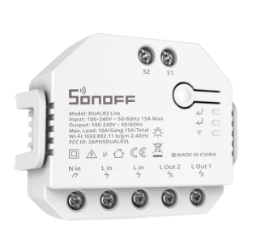 S2 S1
SONOFF
Model: DUALR3 Lite
Input: 100-240V ~ 50/60Hz 15A Max
Output: 100-240V ~ 50/60Hz
Max. Load: 10A/Gang 15A/Total
Wi-Fi: IEEE 802.11 b/g/n 2.4GHz
FCC ID: 2APN5DUALR3L
CE
MADE IN CHINA
N In L In L In L Out 2 L Out 1